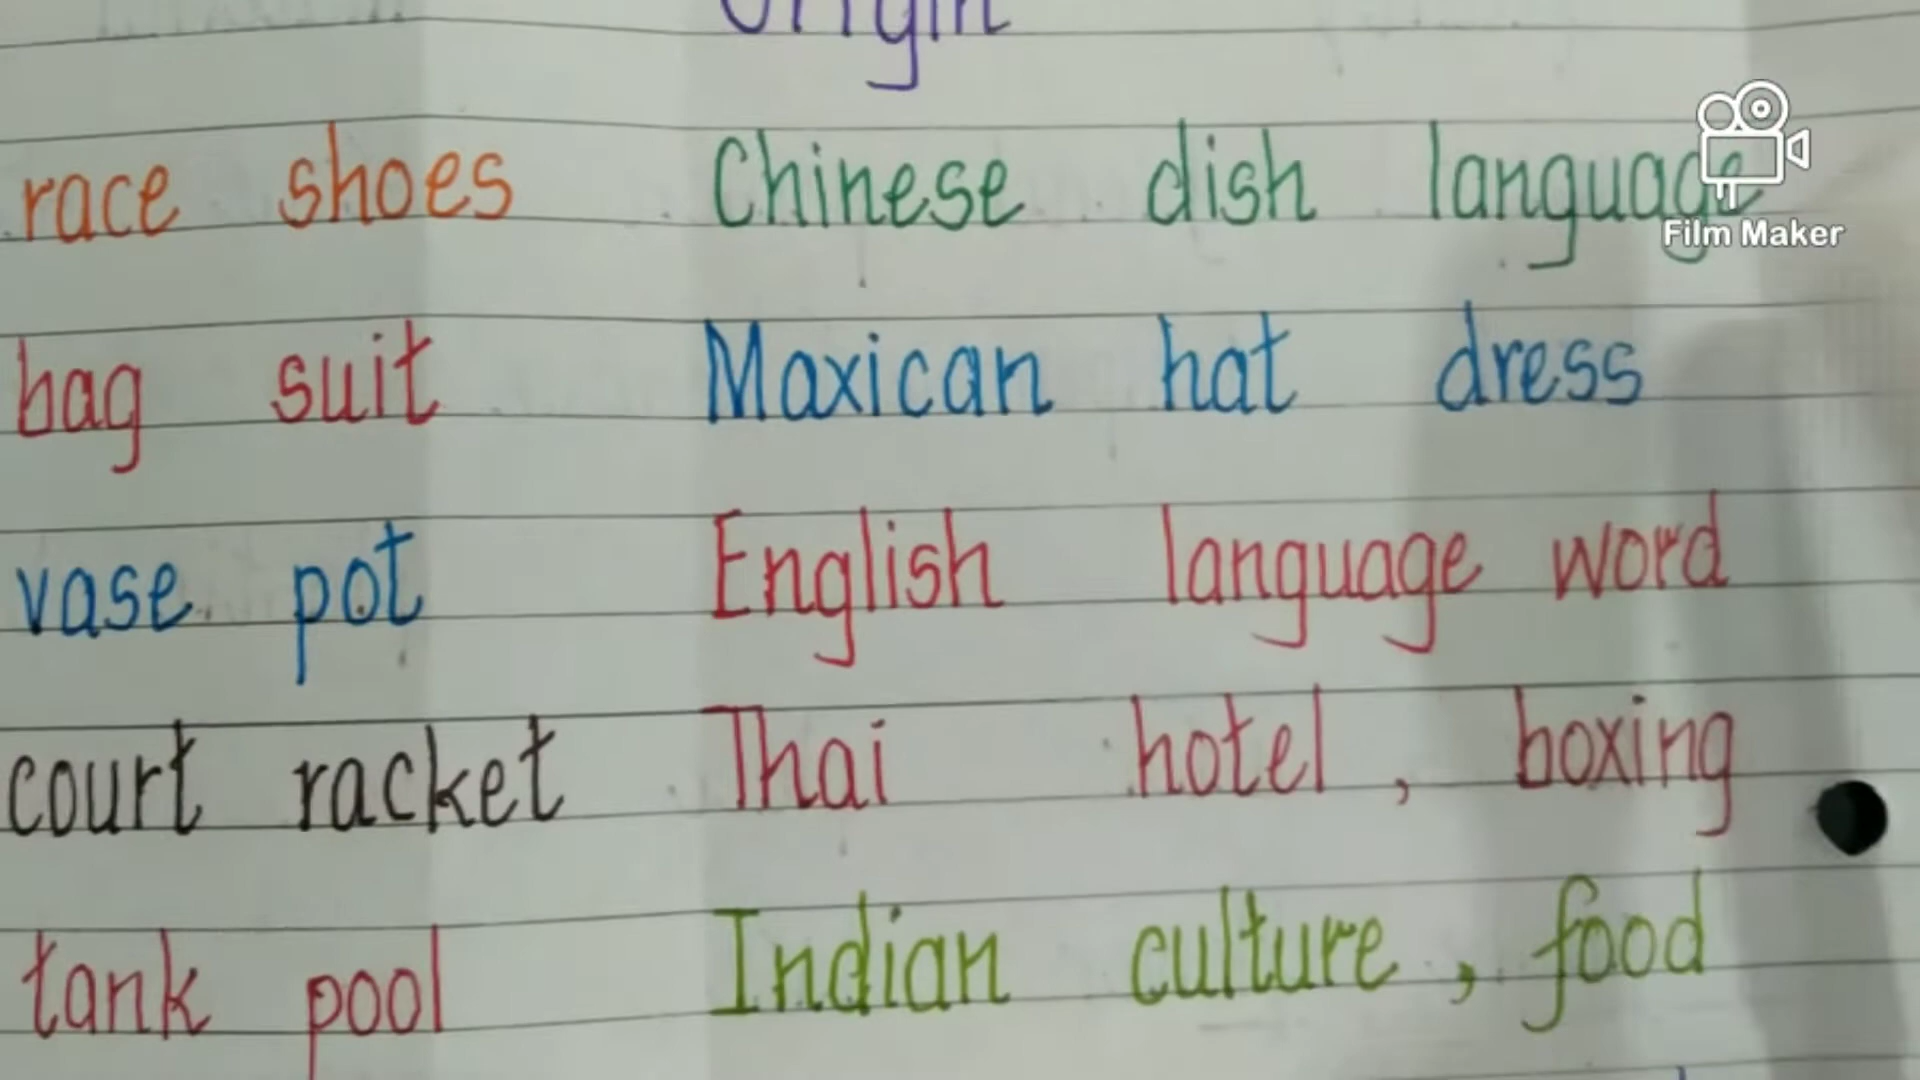 Origin
race shoes Chinese dish language
bag suit Maxican hat dress
vase pot English language word
court racket Thai hotel, boxing
tank pool Indian culture, food
Film Maker